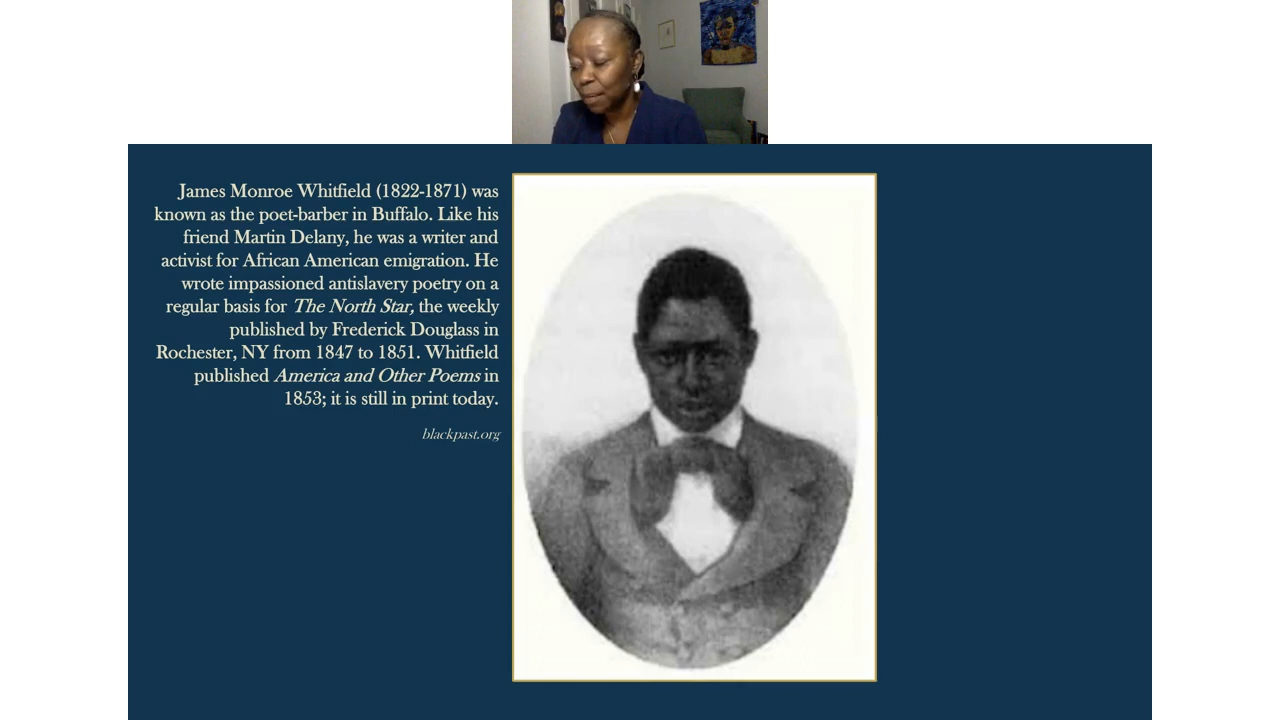 James Monroe Whitfield (1822-1871) was
known as the poet-barber in Buffalo. Like his
friend Martin Delany, he was a writer and
activist for African American emigration. He
wrote impassioned antislavery poetry on a
regular basis for The North Star, the weekly
published by Frederick Douglass in
Rochester, NY from 1847 to 1851. Whitfield
published America and Other Poems in
1853; it is still in print today.
blackpast.org